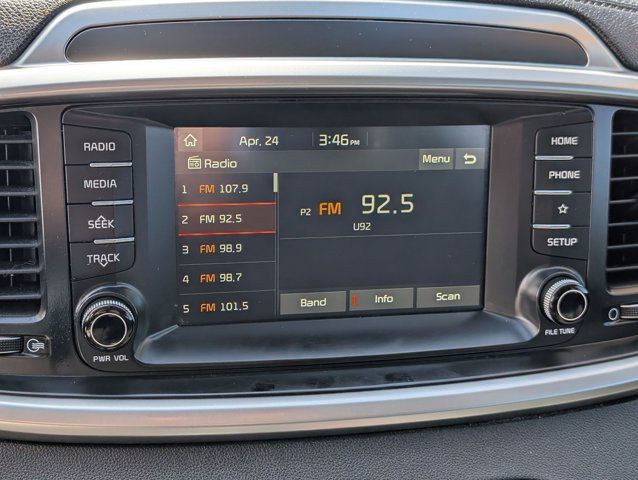 Apr. 24 3:46 PM
Radio Menu
1 FM 107.9
2 FM 92.5
3 FM 98.9
4 FM 98.7
5 FM 101.5
P2 FM 92.5
U92
Band Info Scan
RADIO
MEDIA
SEEK
TRACK
PWR VOL
HOME
PHONE
SETUP
FILE TUNE